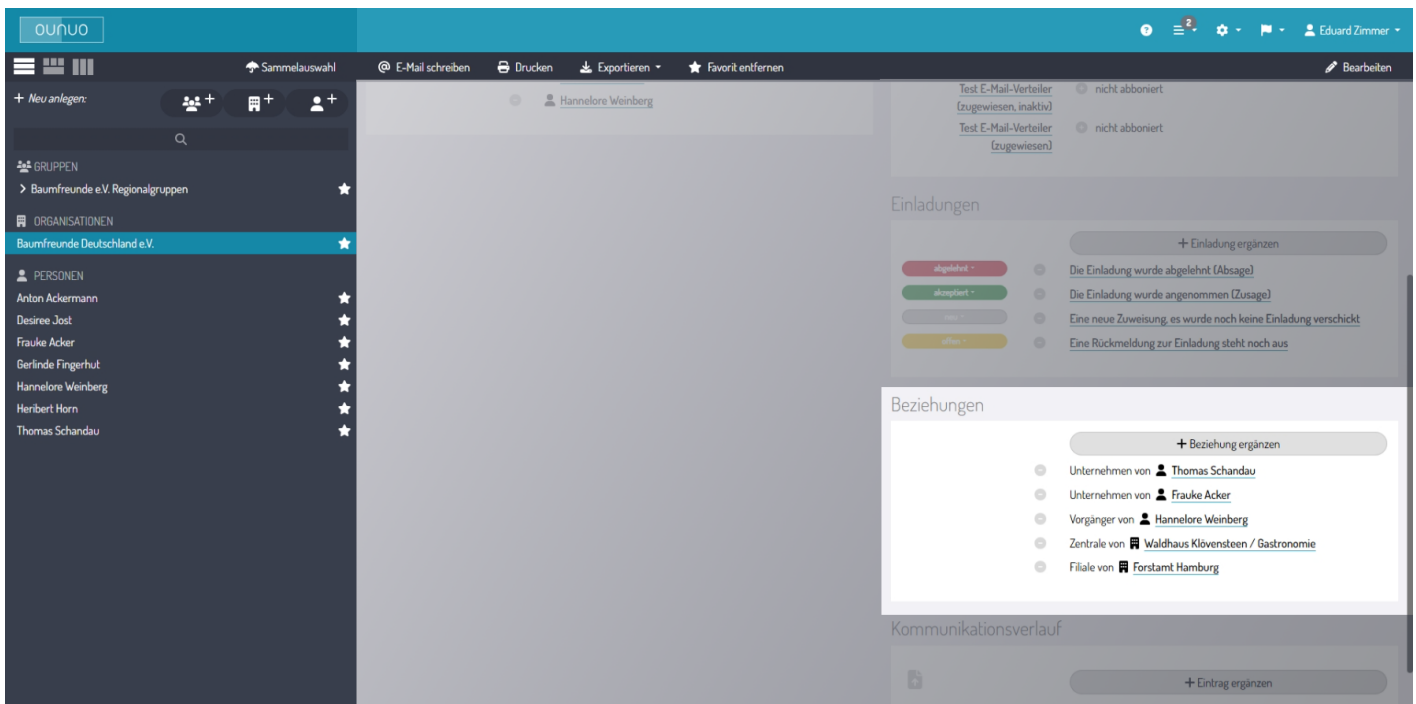 ounuo
2
Eduard Zimmer
Sammelauswahl
@ E-Mail schreiben
Drucken
Exportieren
Favorit entfernen
Bearbeiten
+ Neu anlegen:
+
+
+
GRUPPEN
> Baumfreunde e.V. Regionalgruppen
ORGANISATIONEN
Baumfreunde Deutschland e.V.
PERSONEN
Anton Ackermann
Desiree Jost
Frauke Acker
Gerlinde Fingerhut
Hannelore Weinberg
Heribert Horn
Thomas Schandau
Hannelore Weinberg
Test E-Mail-Verteiler nicht abboniert
(zugewiesen, inaktiv)
Test E-Mail-Verteiler nicht abboniert
(zugewiesen)
Einladungen
+ Einladung ergänzen
abgelehnt Die Einladung wurde abgelehnt (Absage)
akzeptiert Die Einladung wurde angenommen (Zusage)
neu Eine neue Zuweisung, es wurde noch keine Einladung verschickt
offen Eine Rückmeldung zur Einladung steht noch aus
Beziehungen
+ Beziehung ergänzen
Unternehmen von Thomas Schandau
Unternehmen von Frauke Acker
Vorgänger von Hannelore Weinberg
Zentrale von Waldhaus Klövensteen / Gastronomie
Filiale von Forstamt Hamburg
Kommunikationsverlauf
+ Eintrag ergänzen